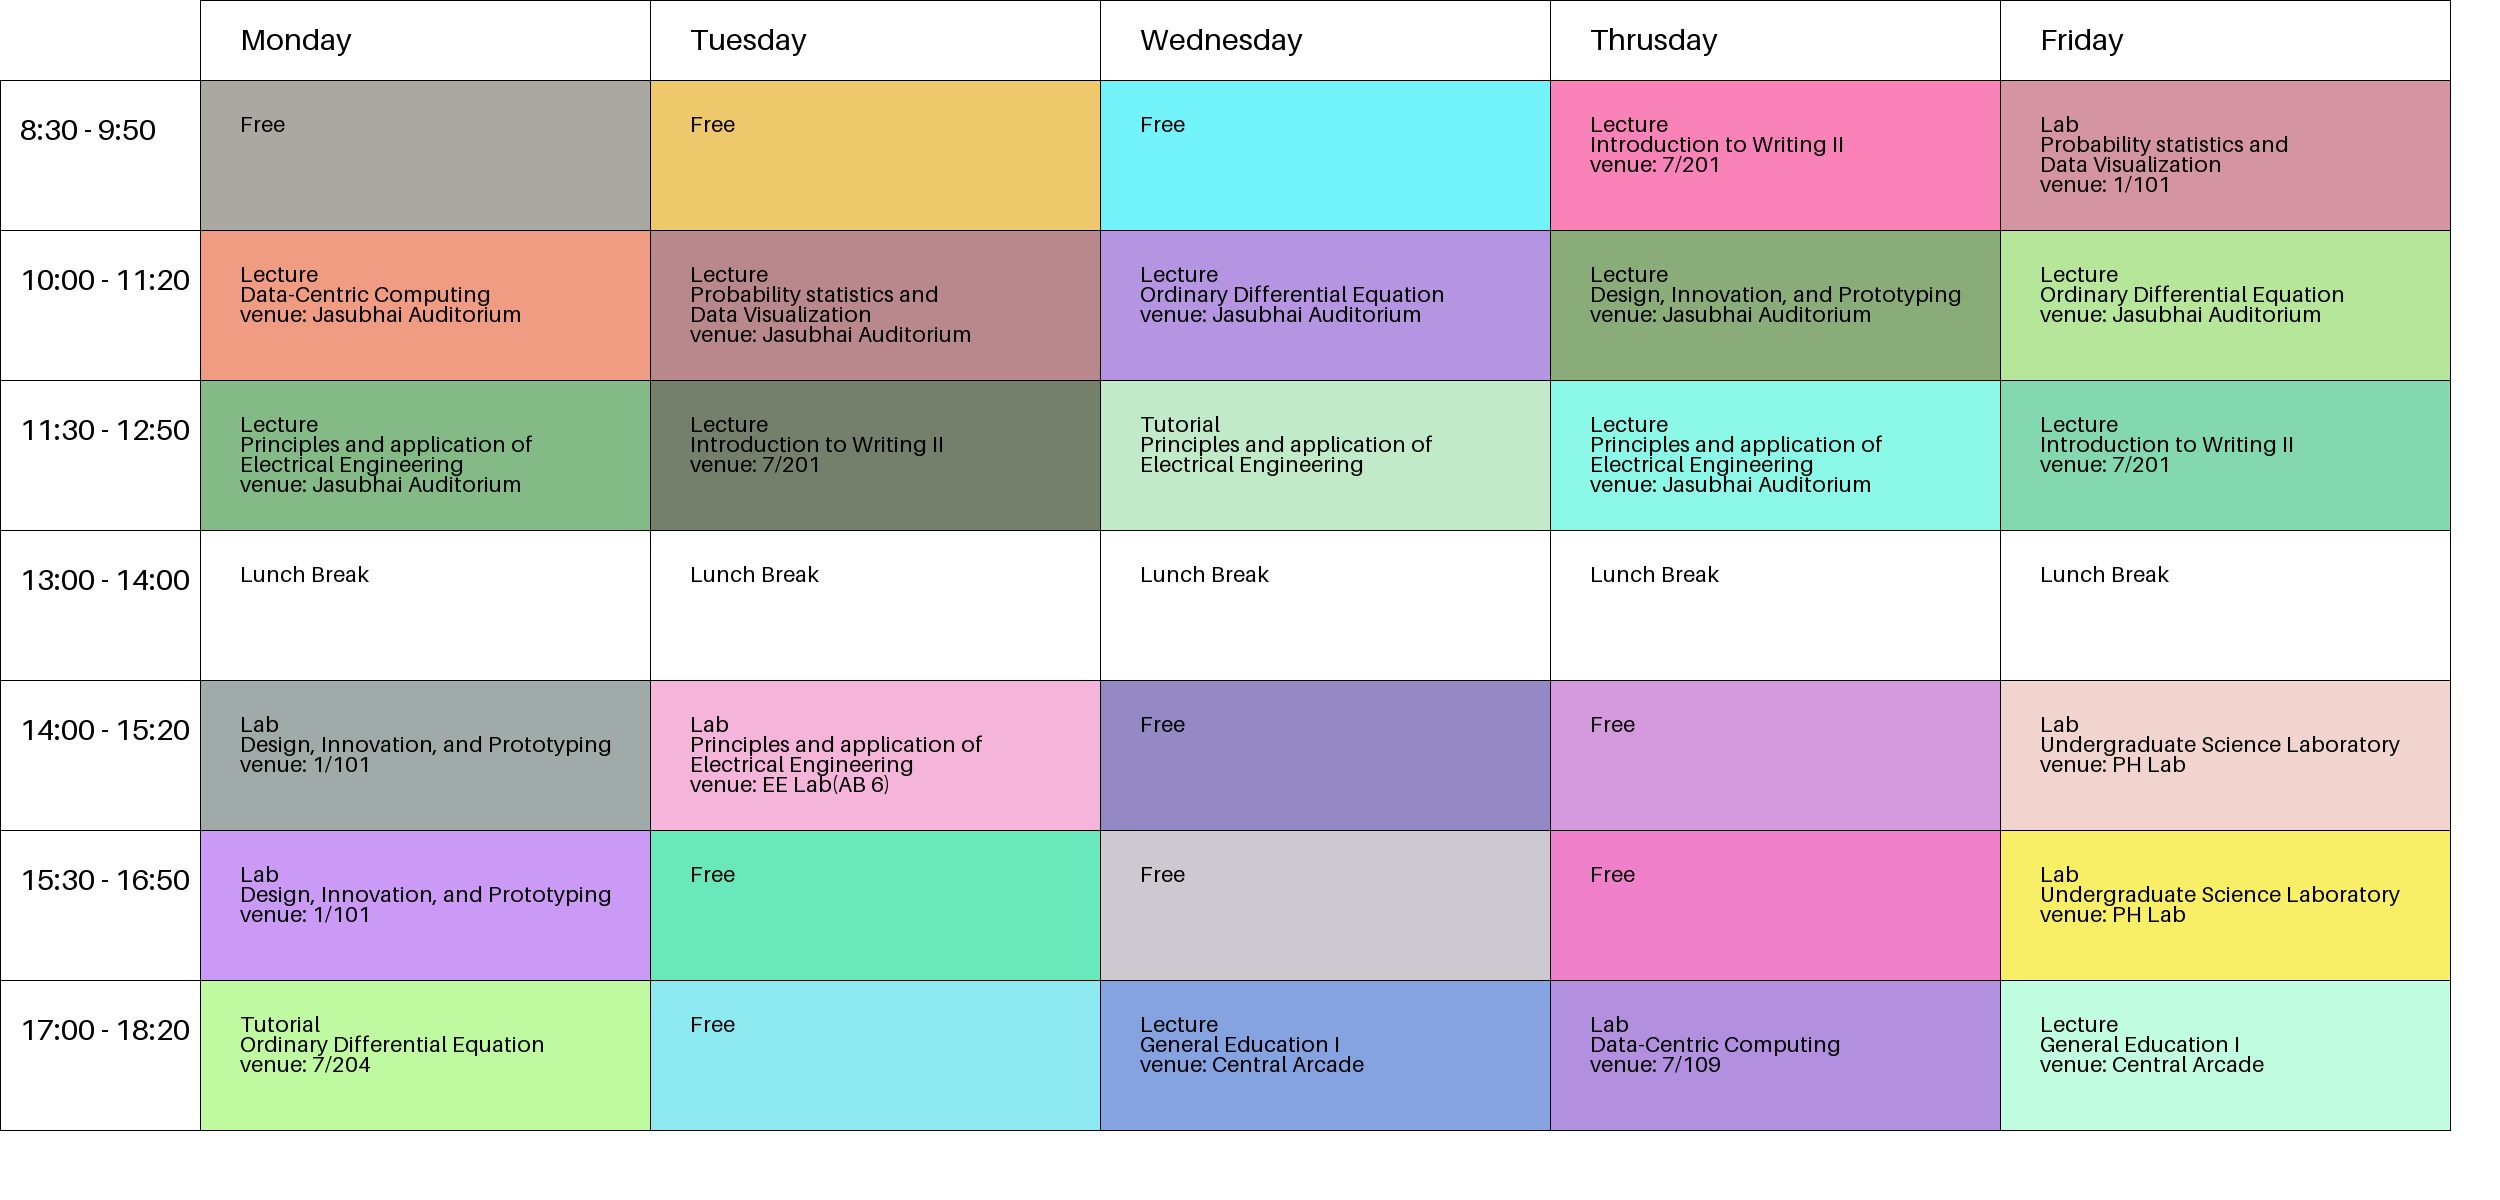 Monday
Tuesday
Wednesday
Thrusday
Friday
8:30 - 9:50
Free
Free
Free
Lecture
Introduction to Writing II
venue: 7/201
Lab
Probability statistics and
Data Visualization
venue: 1/101
10:00 - 11:20
Lecture
Data-Centric Computing
venue: Jasubhai Auditorium
Lecture
Probability statistics and
Data Visualization
venue: Jasubhai Auditorium
Lecture
Ordinary Differential Equation
venue: Jasubhai Auditorium
Lecture
Design, Innovation, and Prototyping
venue: Jasubhai Auditorium
Lecture
Ordinary Differential Equation
venue: Jasubhai Auditorium
11:30 - 12:50
Lecture
Principles and application of
Electrical Engineering
venue: Jasubhai Auditorium
Lecture
Introduction to Writing II
venue: 7/201
Tutorial
Principles and application of
Electrical Engineering
Lecture
Principles and application of
Electrical Engineering
venue: Jasubhai Auditorium
Lecture
Introduction to Writing II
venue: 7/201
13:00 - 14:00
Lunch Break
Lunch Break
Lunch Break
Lunch Break
Lunch Break
14:00 - 15:20
Lab
Design, Innovation, and Prototyping
venue: 1/101
Lab
Principles and application of
Electrical Engineering
venue: EE Lab(AB 6)
Free
Free
Lab
Undergraduate Science Laboratory
venue: PH Lab
15:30 - 16:50
Lab
Design, Innovation, and Prototyping
venue: 1/101
Free
Free
Free
Lab
Undergraduate Science Laboratory
venue: PH Lab
17:00 - 18:20
Tutorial
Ordinary Differential Equation
venue: 7/204
Free
Lecture
General Education I
venue: Central Arcade
Lab
Data-Centric Computing
venue: 7/109
Lecture
General Education I
venue: Central Arcade